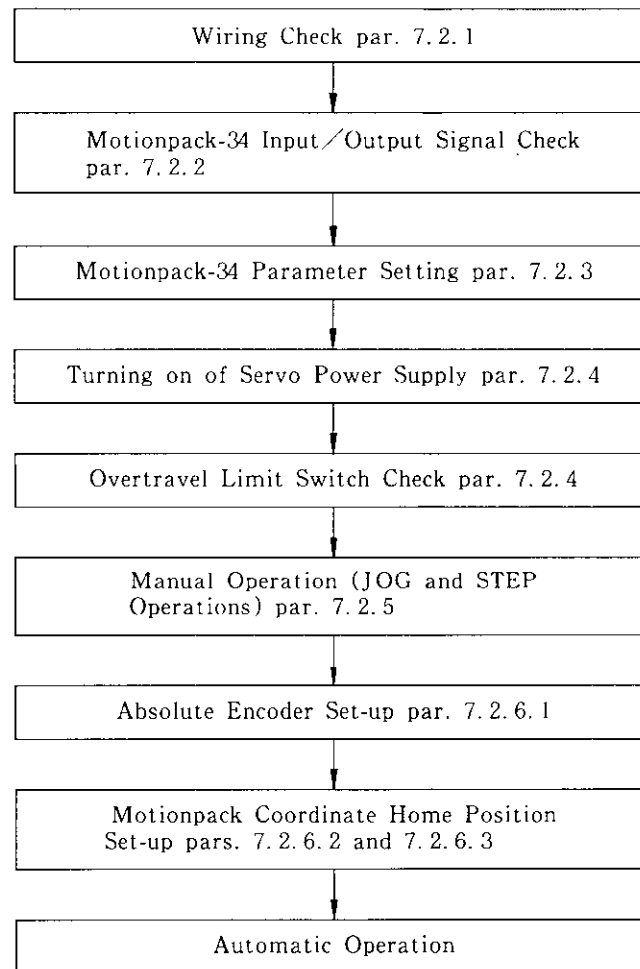 Wiring Check par. 7.2.1
Motionpack-34 Input/Output Signal Check
par. 7.2.2
Motionpack-34 Parameter Setting par. 7.2.3
Turning on of Servo Power Supply par. 7.2.4
Overtravel Limit Switch Check par. 7.2.4
Manual Operation (JOG and STEP
Operations) par. 7.2.5
Absolute Encoder Set-up par. 7.2.6.1
Motionpack Coordinate Home Position
Set-up pars. 7.2.6.2 and 7.2.6.3
Automatic Operation